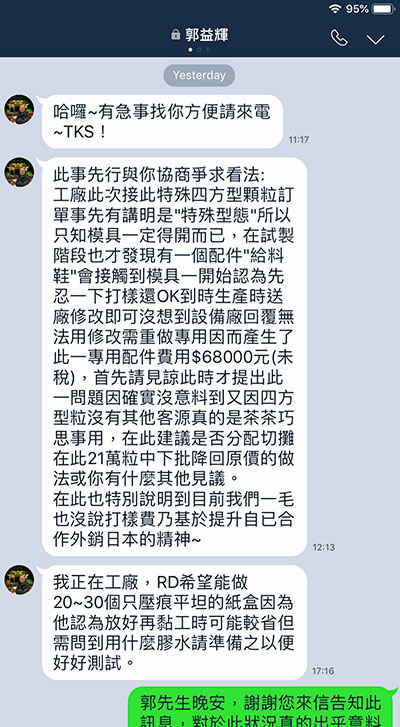 95%
郭益輝
Yesterday
哈囉~有急事找你方便請來電
~TKS！
11:17
此事先行與你協商爭求看法:
工廠此次接此特殊四方型顆粒訂
單事先有講明是"特殊型態"所以
只知模具一定得開而已，在試製
階段也才發現有一個配件"給料
鞋"會接觸到模具一開始認為先
忍一下打樣還OK到時生產時送
廠修改即可沒想到設備廠回覆無
法用修改需重做專用因而產生了
此一專用配件費用$68000元(未
稅)，首先請見諒此時才提出此
一問題因確實沒意料到又因四方
型粒沒有其他客源真的是茶茶巧
思事用，在此建議是否分配切攤
在此21萬粒中下批降回原價的做
法或你有什麼其他見議。
在此也特別說明到目前我們一毛
也沒說打樣費乃基於提升自已合
作外銷日本的精神~
12:13
我正在工廠，RD希望能做
20~30個只壓痕平坦的紙盒因為
他認為放好再黏工時可能較省但
需問到用什麼膠水請準備之以便
好好測試。
17:16
郭先生晚安，謝謝您來信告知此
訊息，對於此狀況真的出乎意料